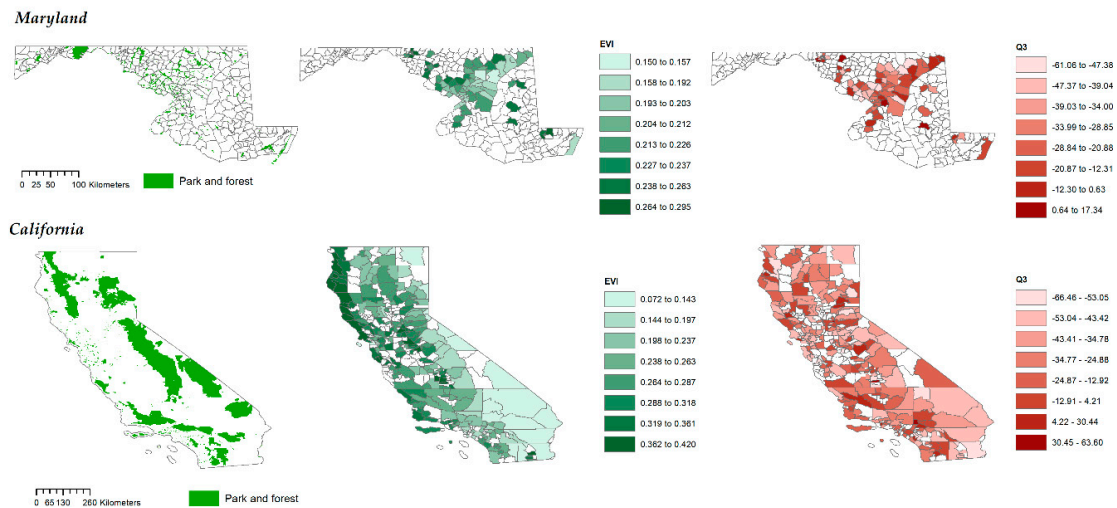 Maryland
EVI
0.150 to 0.157
0.158 to 0.192
0.193 to 0.203
0.204 to 0.212
0.213 to 0.226
0.227 to 0.237
0.238 to 0.263
0.264 to 0.295
Q3
-61.06 to -47.38
-47.37 to -39.04
-39.03 to -34.00
-33.99 to -28.85
-28.84 to -20.88
-20.87 to -12.31
-12.30 to 0.63
0.64 to 17.34
0 25 50 100 Kilometers
Park and forest
California
EVI
0.072 to 0.143
0.144 to 0.197
0.198 to 0.237
0.238 to 0.263
0.264 to 0.287
0.288 to 0.318
0.319 to 0.361
0.362 to 0.420
Q3
-66.46 - -53.05
-53.04 - -43.42
-43.41 - -34.78
-34.77 - -24.88
-24.87 - -12.92
-12.91 - 4.21
4.22 - 30.44
30.45 - 63.60
0 65 130 260 Kilometers
Park and forest